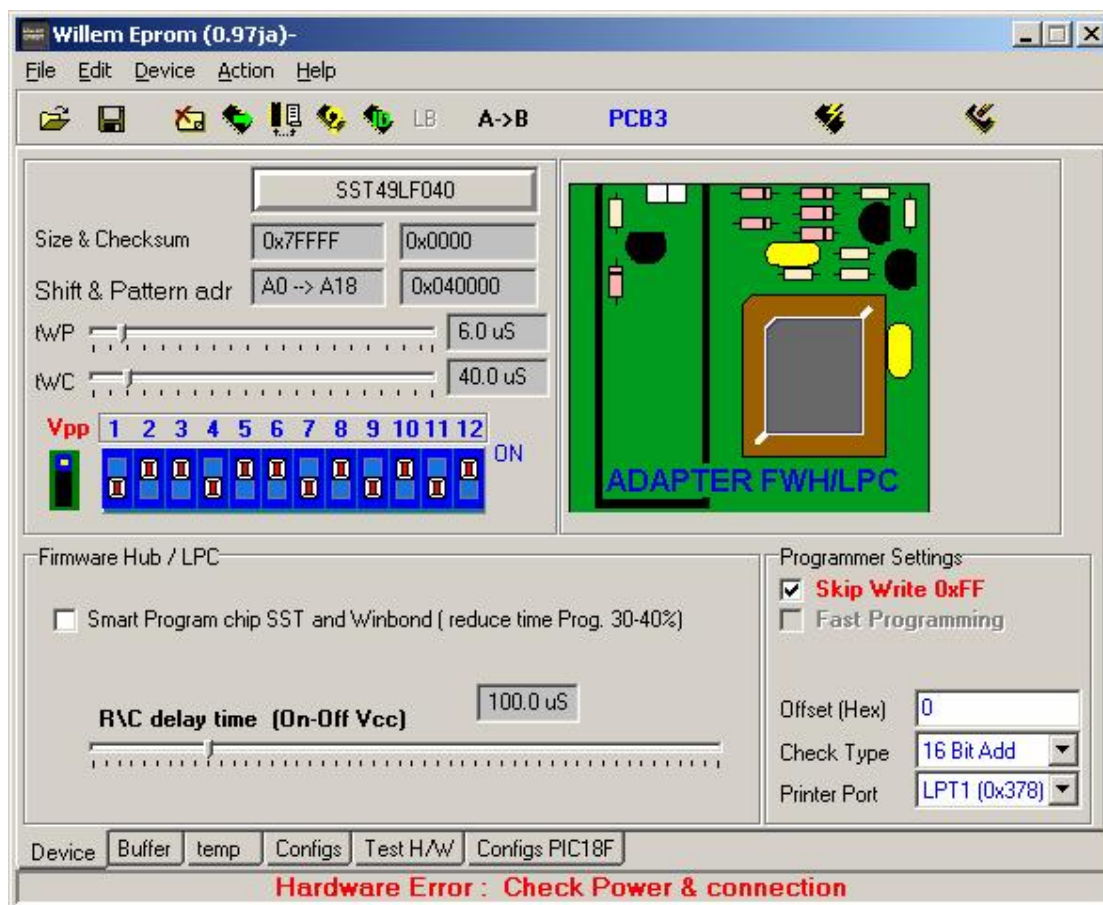 Willem Eprom (0.97ja)-
File Edit Device Action Help
LB A->B PCB3
SST49LF040
Size & Checksum 0x7FFFF 0x0000
Shift & Pattern adr A0 --> A18 0x040000
tWP 6.0 uS
tWC 40.0 uS
Vpp 1 2 3 4 5 6 7 8 9 10 11 12
ON
ADAPTER FWH/LPC
Firmware Hub / LPC
Smart Program chip SST and Winbond ( reduce time Prog. 30-40%)
R\C delay time (On-Off Vcc) 100.0 uS
Programmer Settings
Skip Write 0xFF
Fast Programming
Offset (Hex) 0
Check Type 16 Bit Add
Printer Port LPT1 (0x378)
Device Buffer temp Configs Test H/W Configs PIC18F
Hardware Error : Check Power & connection